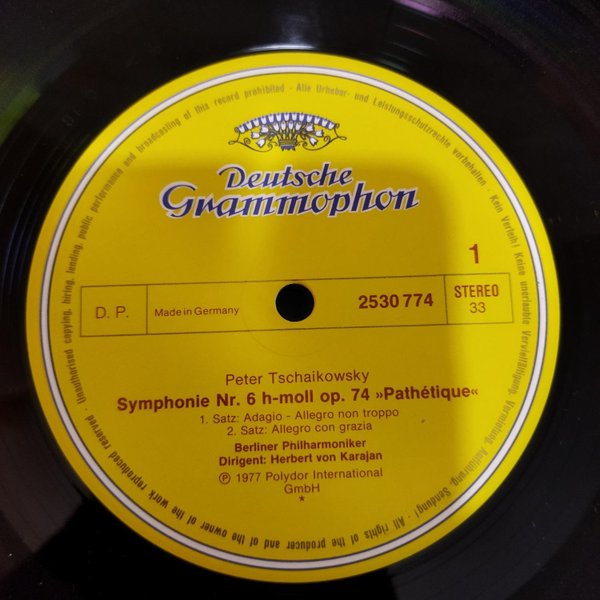 Deutsche
Grammophon
1
D. P.
Made in Germany
2530 774
STEREO
33
Peter Tschaikowsky
Symphonie Nr. 6 h-moll op. 74 »Pathétique«
1. Satz: Adagio - Allegro non troppo
2. Satz: Allegro con grazia
Berliner Philharmoniker
Dirigent: Herbert von Karajan
Ⓟ 1977 Polydor International
GmbH
*
Alle Urheber- und Leistungsschutzrechte vorbehalten · Kein Verleih! Keine unerlaubte Vervielfältigung, Vermietung, Aufführung, Sendung! · All rights of the producer and of the owner of the work reproduced reserved · Unauthorised copying, hiring, lending, public performance and broadcasting of this record prohibited ·